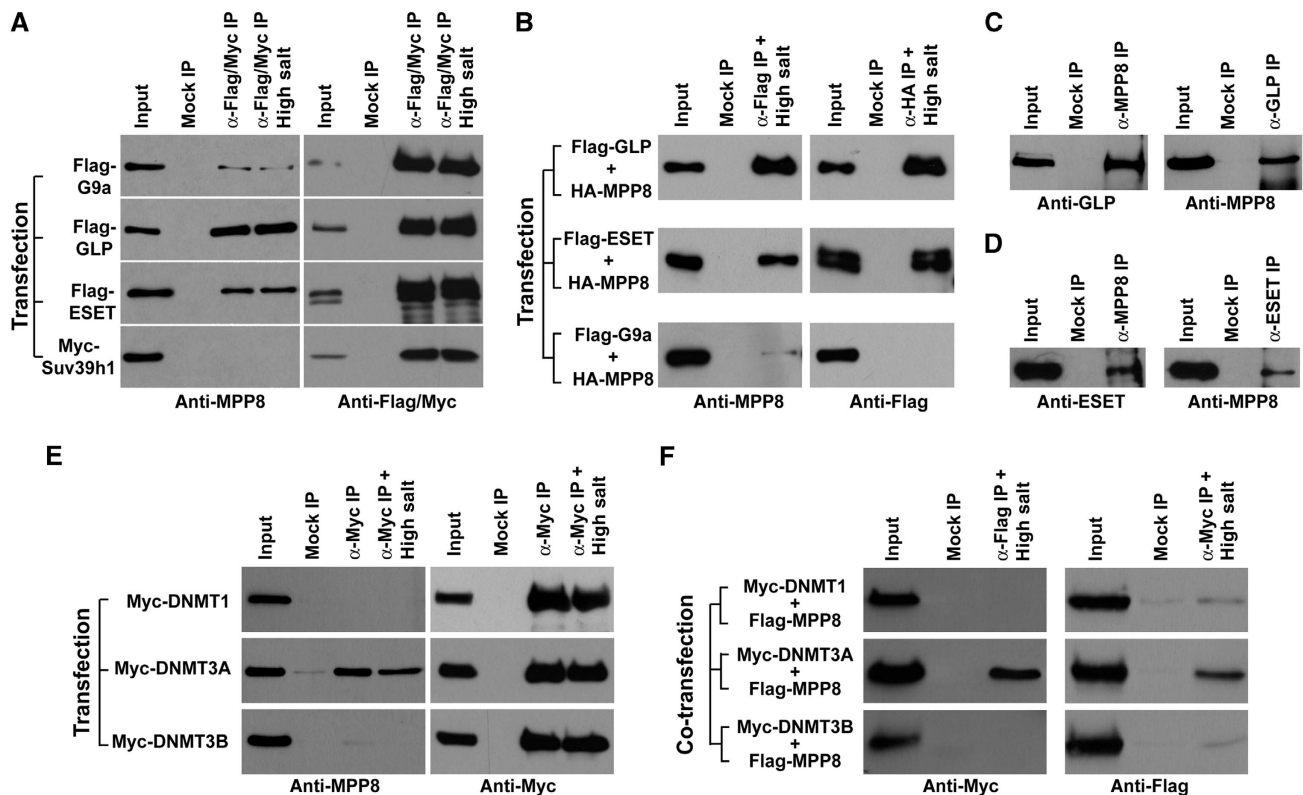 A
Input
Mock IP
α-Flag/Myc IP
α-Flag/Myc IP
High salt
Input
Mock IP
α-Flag/Myc IP
α-Flag/Myc IP
High salt
Transfection
Flag-
G9a
Flag-
GLP
Flag-
ESET
Myc-
Suv39h1
Anti-MPP8
Anti-Flag/Myc
B
Input
Mock IP
α-Flag IP +
High salt
Input
Mock IP
α-HA IP +
High salt
Transfection
Flag-GLP
+
HA-MPP8
Flag-ESET
+
HA-MPP8
Flag-G9a
+
HA-MPP8
Anti-MPP8
Anti-Flag
C
Input
Mock IP
α-MPP8 IP
Input
Mock IP
α-GLP IP
Anti-GLP
Anti-MPP8
D
Input
Mock IP
α-MPP8 IP
Input
Mock IP
α-ESET IP
Anti-ESET
Anti-MPP8
E
Input
Mock IP
α-Myc IP
α-Myc IP +
High salt
Input
Mock IP
α-Myc IP
α-Myc IP +
High salt
Transfection
Myc-DNMT1
Myc-DNMT3A
Myc-DNMT3B
Anti-MPP8
Anti-Myc
F
Input
Mock IP
α-Flag IP +
High salt
Input
Mock IP
α-Myc IP +
High salt
Co-transfection
Myc-DNMT1
+
Flag-MPP8
Myc-DNMT3A
+
Flag-MPP8
Myc-DNMT3B
+
Flag-MPP8
Anti-Myc
Anti-Flag